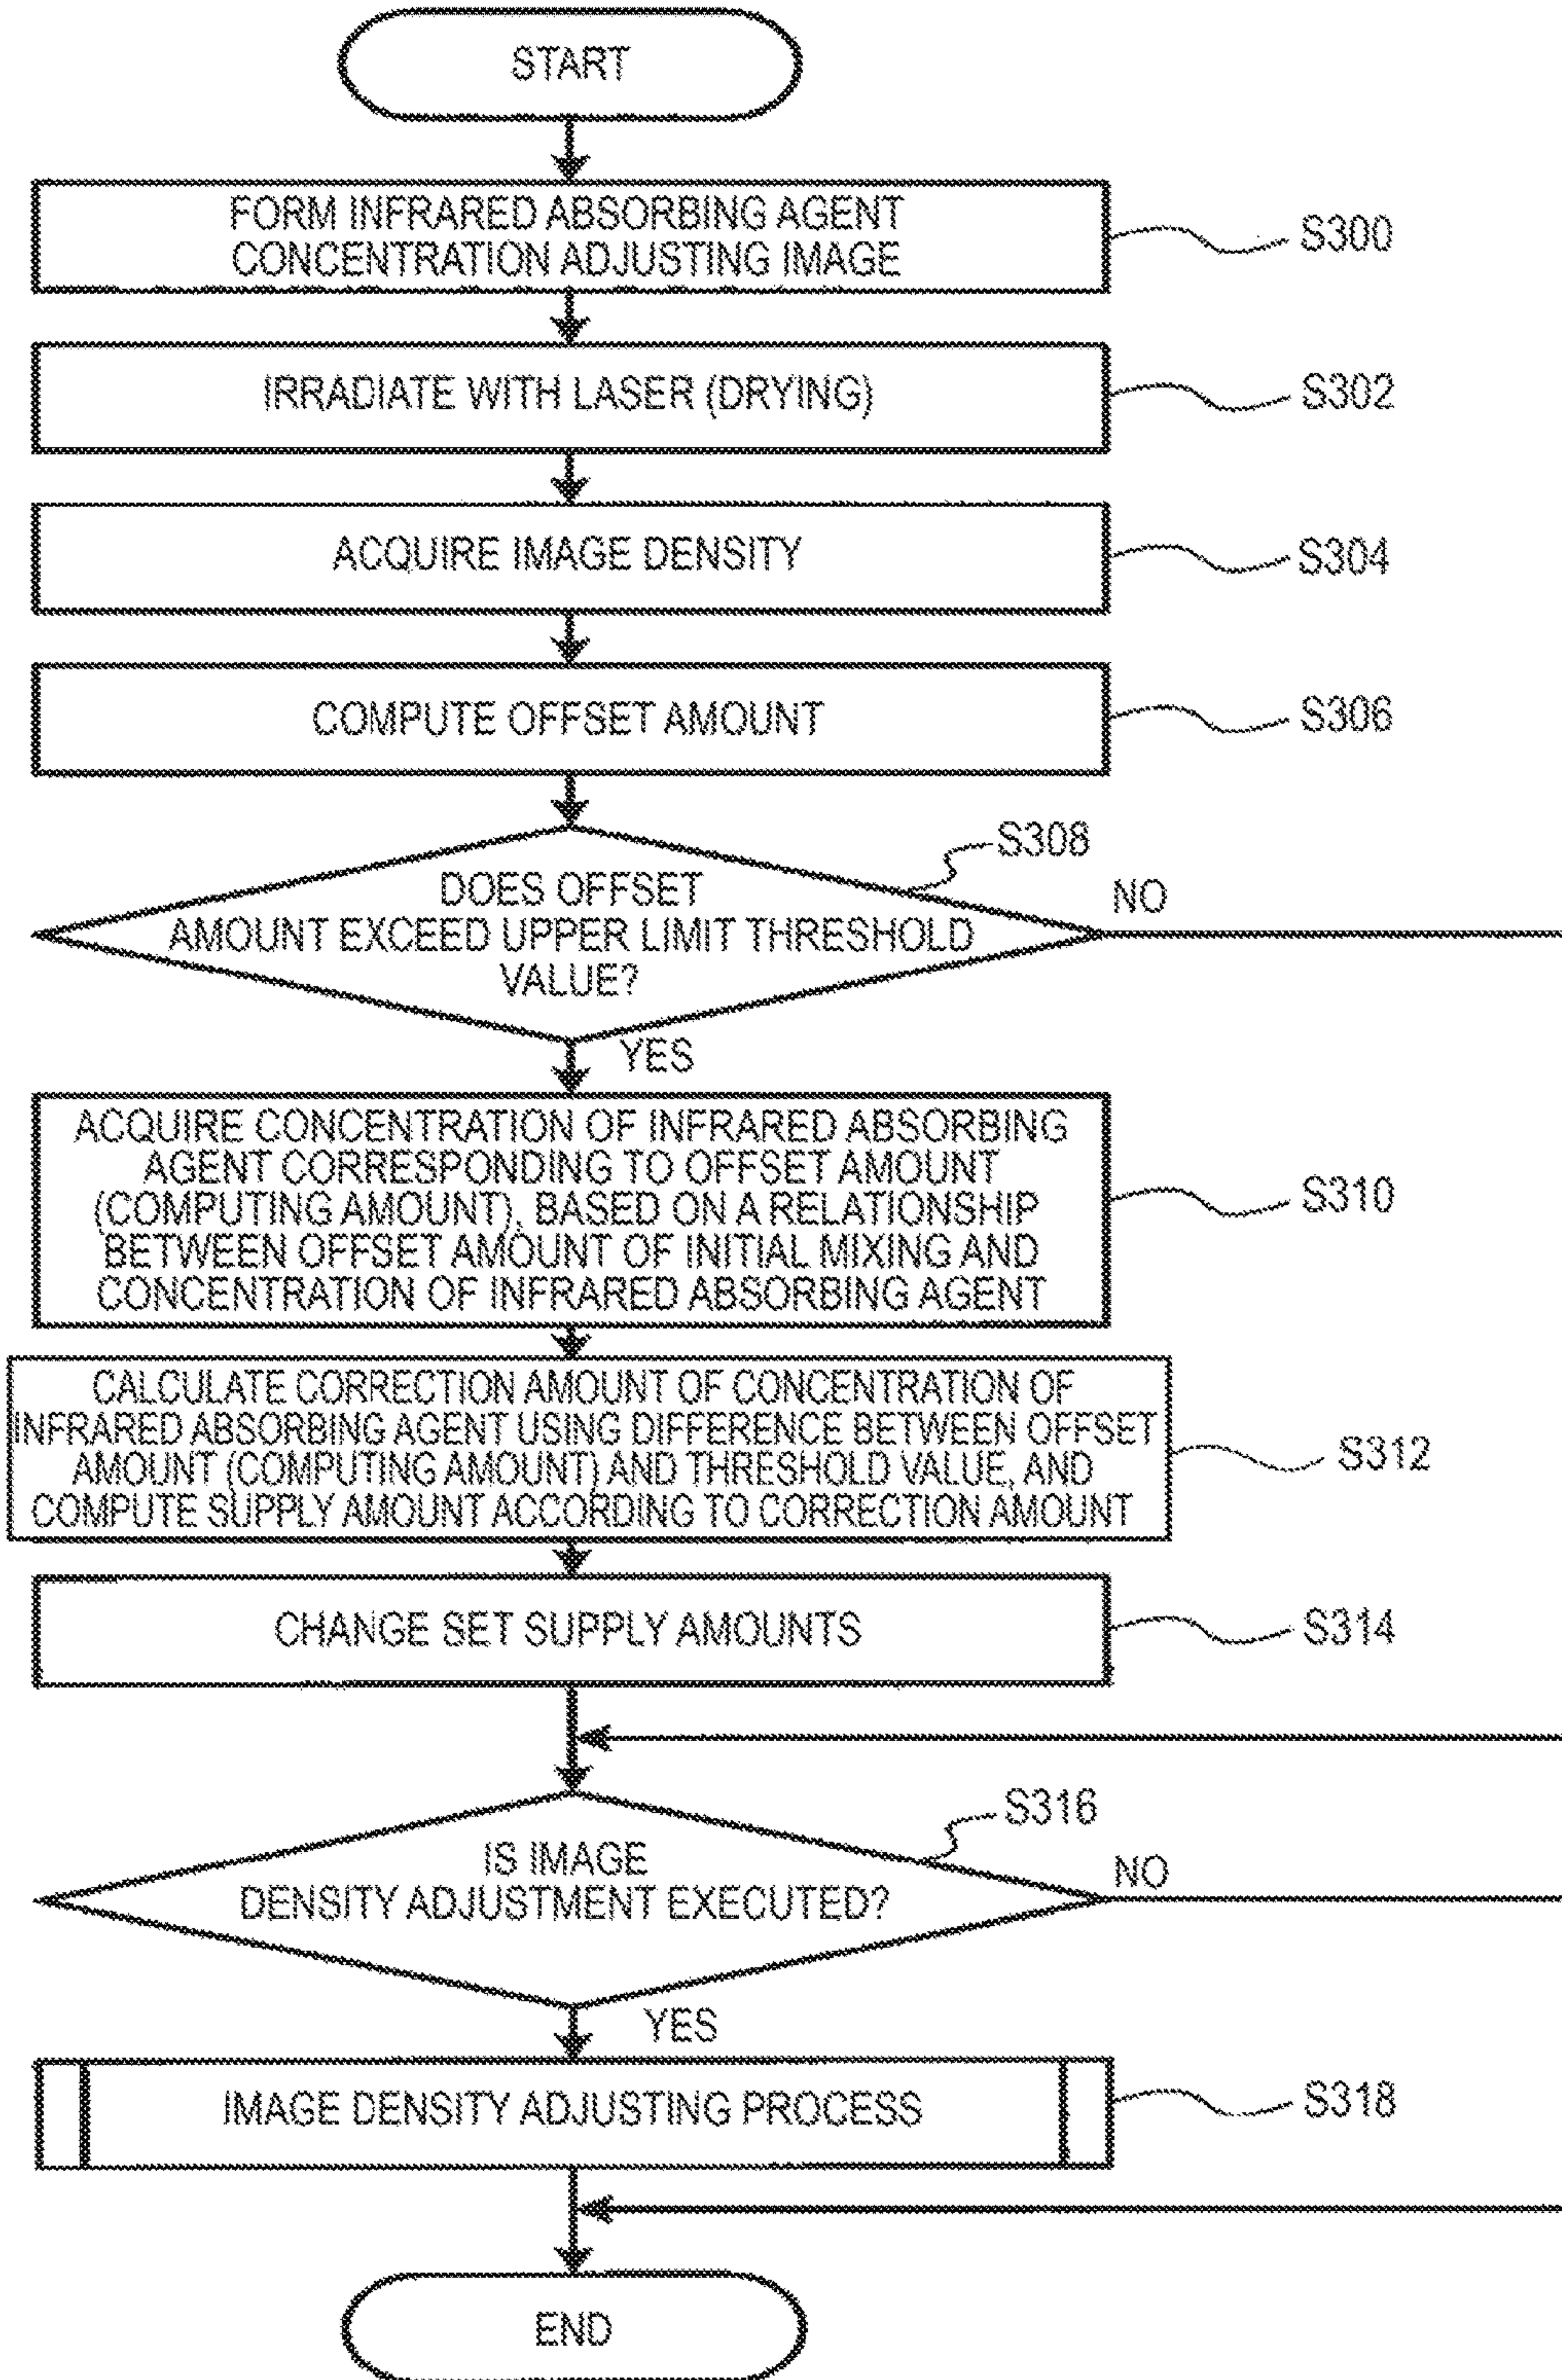 START
FORM INFRARED ABSORBING AGENT
CONCENTRATION ADJUSTING IMAGE
S300
IRRADIATE WITH LASER (DRYING)
S302
ACQUIRE IMAGE DENSITY
S304
COMPUTE OFFSET AMOUNT
S306
S308
DOES OFFSET
AMOUNT EXCEED UPPER LIMIT THRESHOLD
VALUE?
NO
YES
ACQUIRE CONCENTRATION OF INFRARED ABSORBING
AGENT CORRESPONDING TO OFFSET AMOUNT
(COMPUTING AMOUNT), BASED ON A RELATIONSHIP
BETWEEN OFFSET AMOUNT OF INITIAL MIXING AND
CONCENTRATION OF INFRARED ABSORBING AGENT
S310
CALCULATE CORRECTION AMOUNT OF CONCENTRATION OF
INFRARED ABSORBING AGENT USING DIFFERENCE BETWEEN OFFSET
AMOUNT (COMPUTING AMOUNT) AND THRESHOLD VALUE, AND
COMPUTE SUPPLY AMOUNT ACCORDING TO CORRECTION AMOUNT
S312
CHANGE SET SUPPLY AMOUNTS
S314
S316
IS IMAGE
DENSITY ADJUSTMENT EXECUTED?
NO
YES
IMAGE DENSITY ADJUSTING PROCESS
S318
END